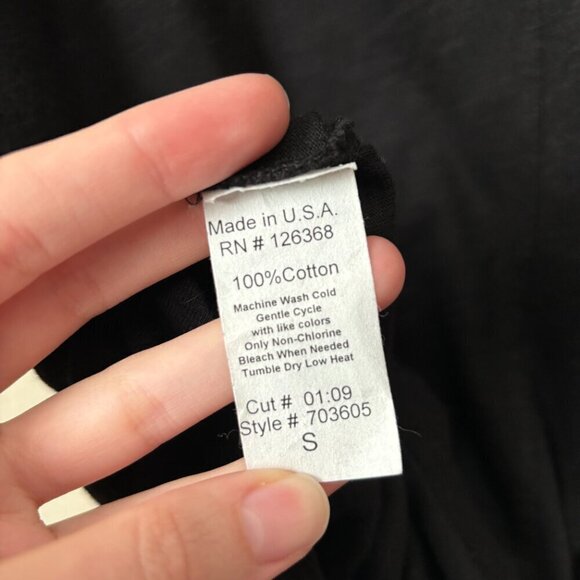 Made in U.S.A.
RN # 126368
100%Cotton
Machine Wash Cold
Gentle Cycle
with like colors
Only Non-Chlorine
Bleach When Needed
Tumble Dry Low Heat
Cut # 01:09
Style # 703605
S